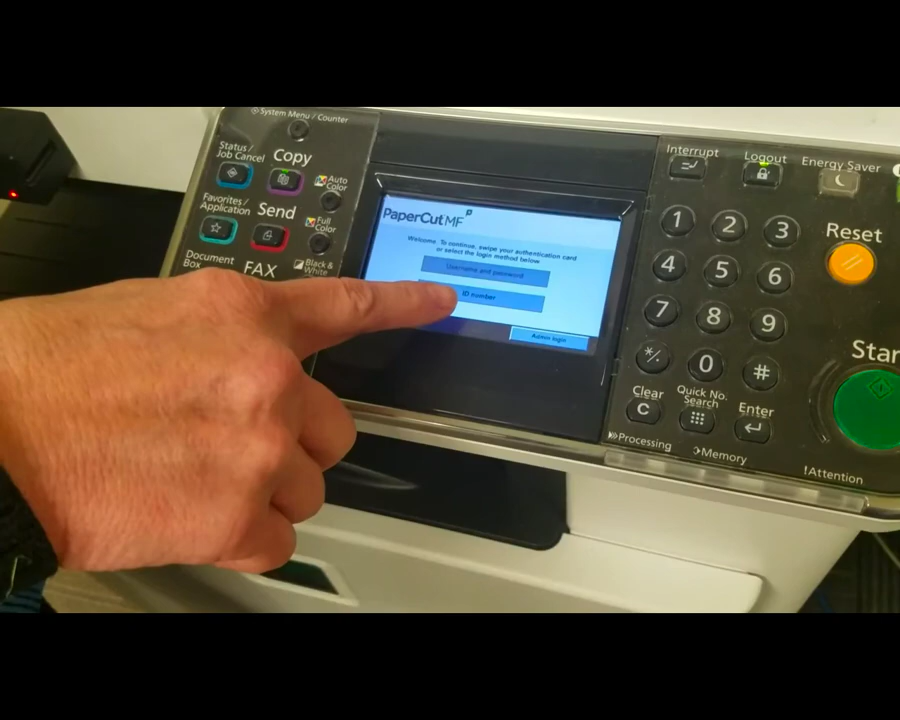 System Menu / Counter
Status /
Job Cancel
Copy
Auto
Color
Favorites /
Application
Send
Full
Color
Document
Box
FAX
Black &
White
PaperCut MF
Welcome. To continue, swipe your authentication card
or select the login method below.
Username and password
ID number
Admin login
Interrupt
Logout
Energy Saver
1
2
3
Reset
4
5
6
7
8
9
Star
*/.
0
#
Clear
C
Quick No.
Search
Enter
Processing
Memory
Attention